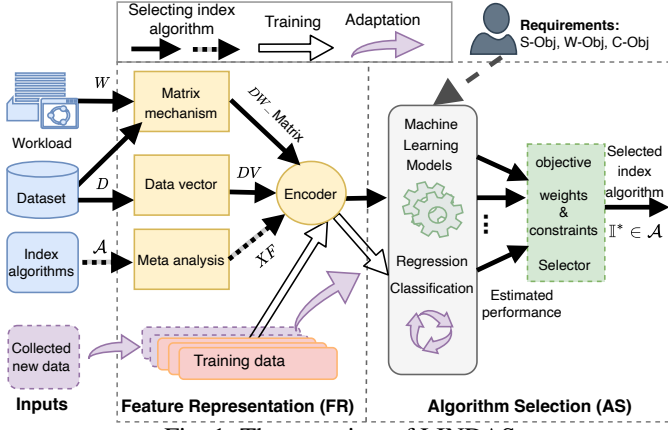 Selecting index
algorithm
Training
Adaptation
Requirements:
S-Obj, W-Obj, C-Obj
W
Matrix
mechanism
DW_Matrix
Workload
Machine
Learning
Models
Selected
index
algorithm
objective
weights
&
constraints
Selector
Dataset
D
Data vector
DV
Encoder
𝕀* ∈ 𝒜
Index
algorithms
𝒜
Meta analysis
XF
Regression
Classification
Estimated
performance
Collected
new data
Training data
Inputs
Feature Representation (FR)
Algorithm Selection (AS)